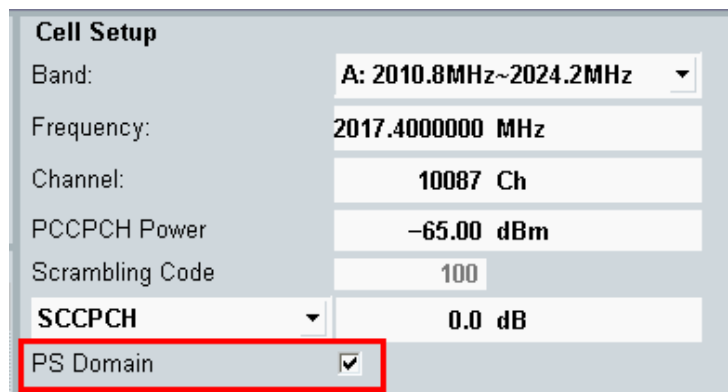 Cell Setup
Band: A: 2010.8MHz~2024.2MHz
Frequency: 2017.4000000 MHz
Channel: 10087 Ch
PCCPCH Power −65.00 dBm
Scrambling Code 100
SCCPCH 0.0 dB
PS Domain